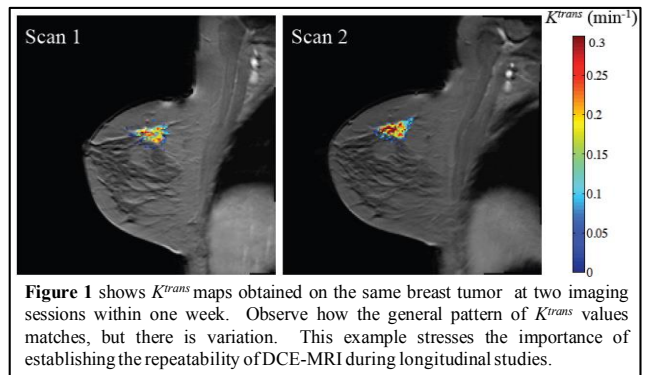 Scan 1
Scan 2
K^trans (min^-1)
0.3
0.25
0.2
0.15
0.1
0.05
0
Figure 1 shows K^trans maps obtained on the same breast tumor at two imaging
sessions within one week. Observe how the general pattern of K^trans values
matches, but there is variation. This example stresses the importance of
establishing the repeatability of DCE-MRI during longitudinal studies.